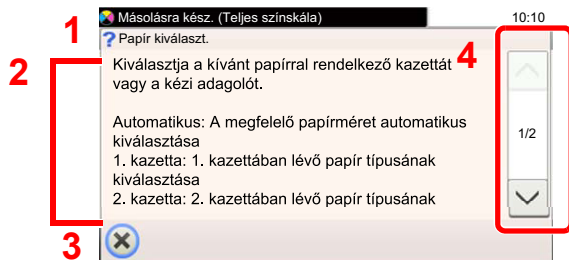 Másolásra kész. (Teljes színskála)
10:10
1
Papír kiválaszt.
4
2
Kiválasztja a kívánt papírral rendelkező kazettát
vagy a kézi adagolót.
Automatikus: A megfelelő papírméret automatikus
kiválasztása
1/2
1. kazetta: 1. kazettában lévő papír típusának
kiválasztása
2. kazetta: 2. kazettában lévő papír típusának
3